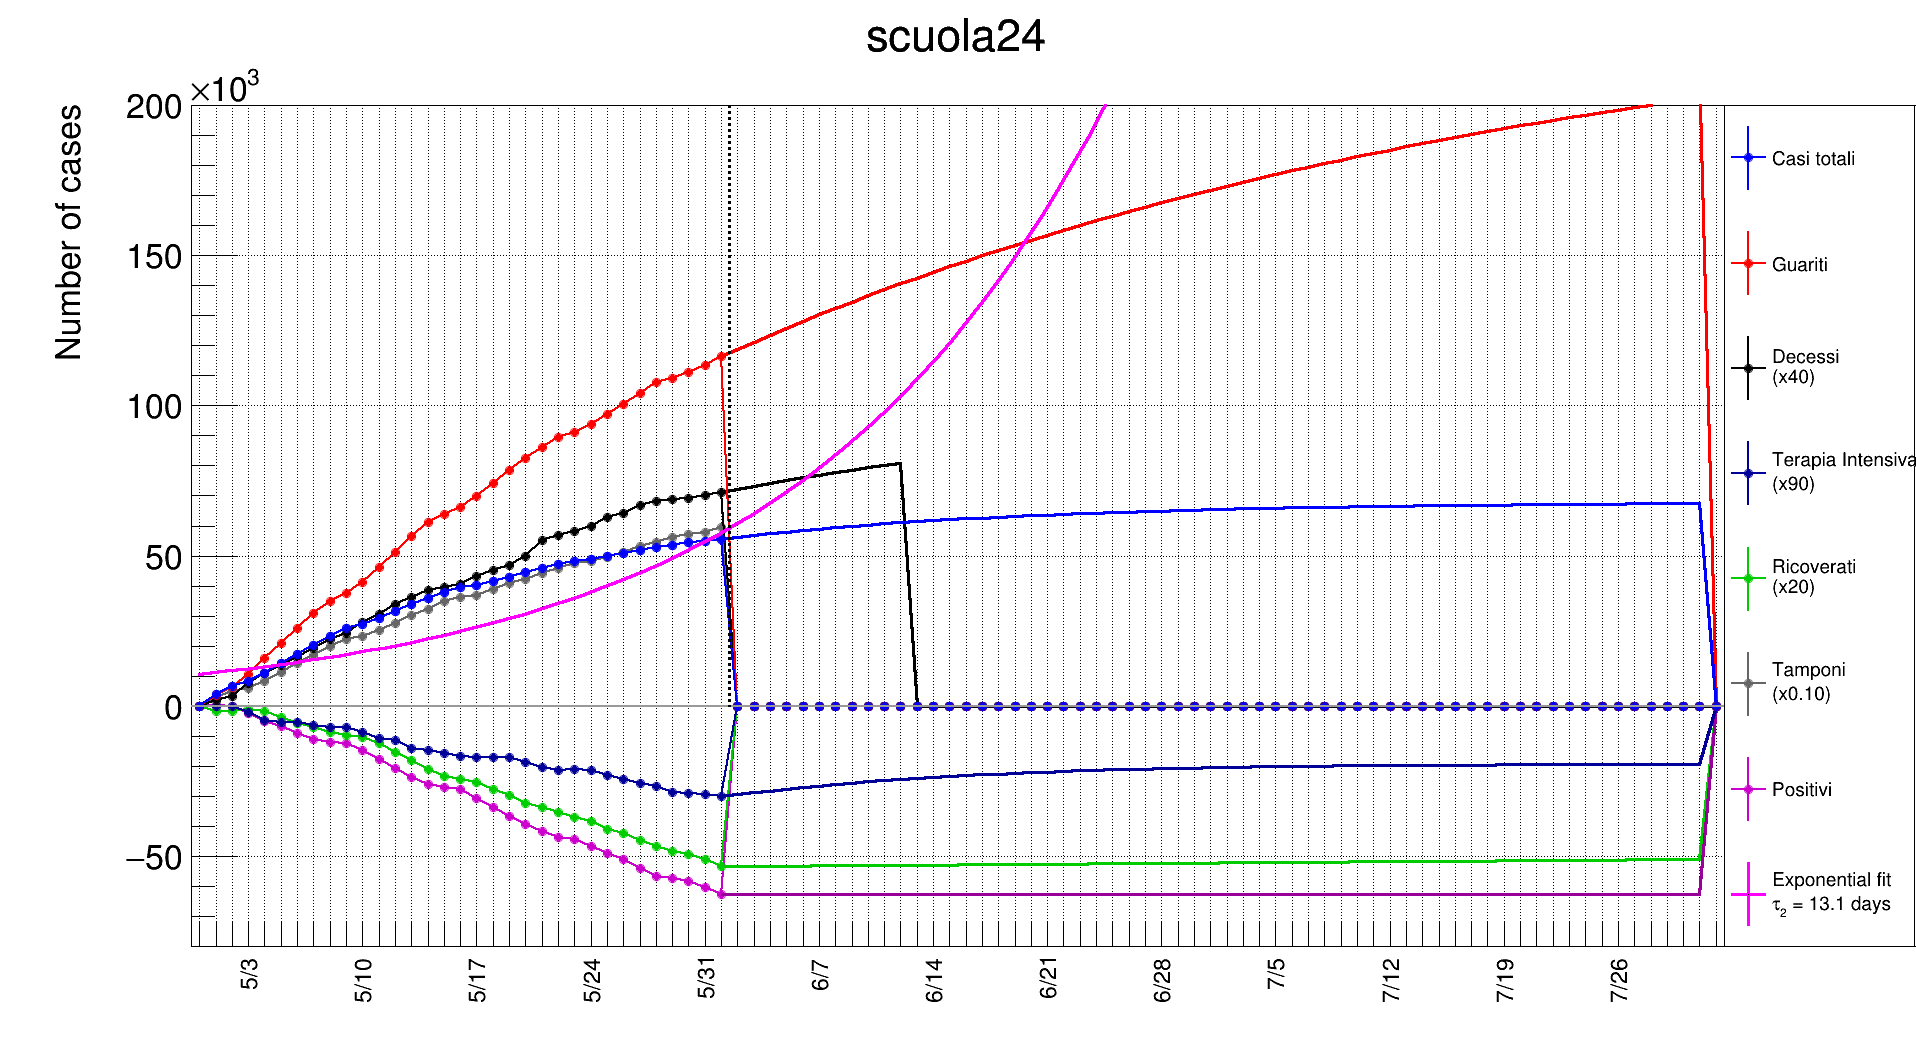 scuola24
×10³
Number of cases
200
150
100
50
0
−50
5/3
5/10
5/17
5/24
5/31
6/7
6/14
6/21
6/28
7/5
7/12
7/19
7/26
Casi totali
Guariti
Decessi
(x40)
Terapia Intensiva
(x90)
Ricoverati
(x20)
Tamponi
(x0.10)
Positivi
Exponential fit
τ₂ = 13.1 days